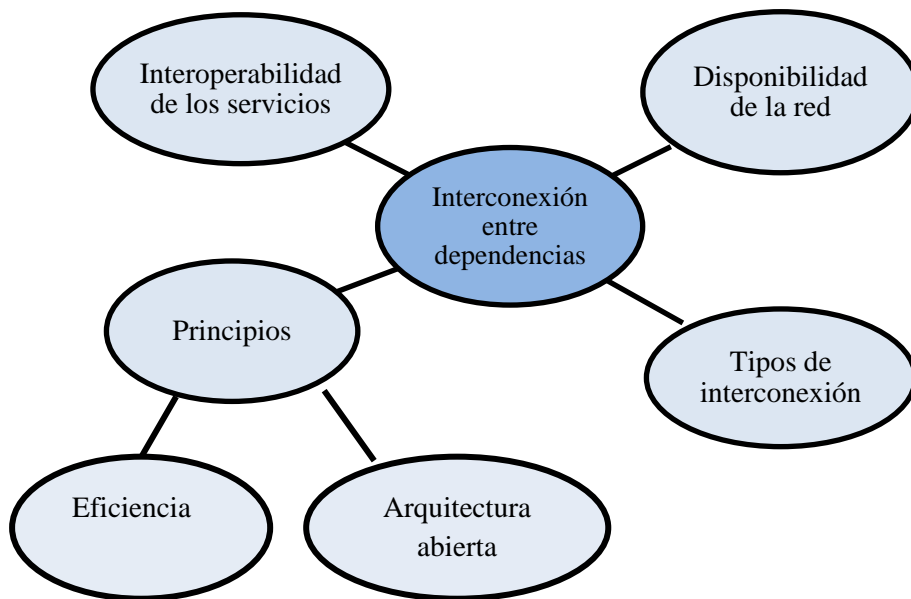 Interoperabilidad
de los servicios
Disponibilidad
de la red
Interconexión
entre
dependencias
Principios
Tipos de
interconexión
Eficiencia
Arquitectura
abierta